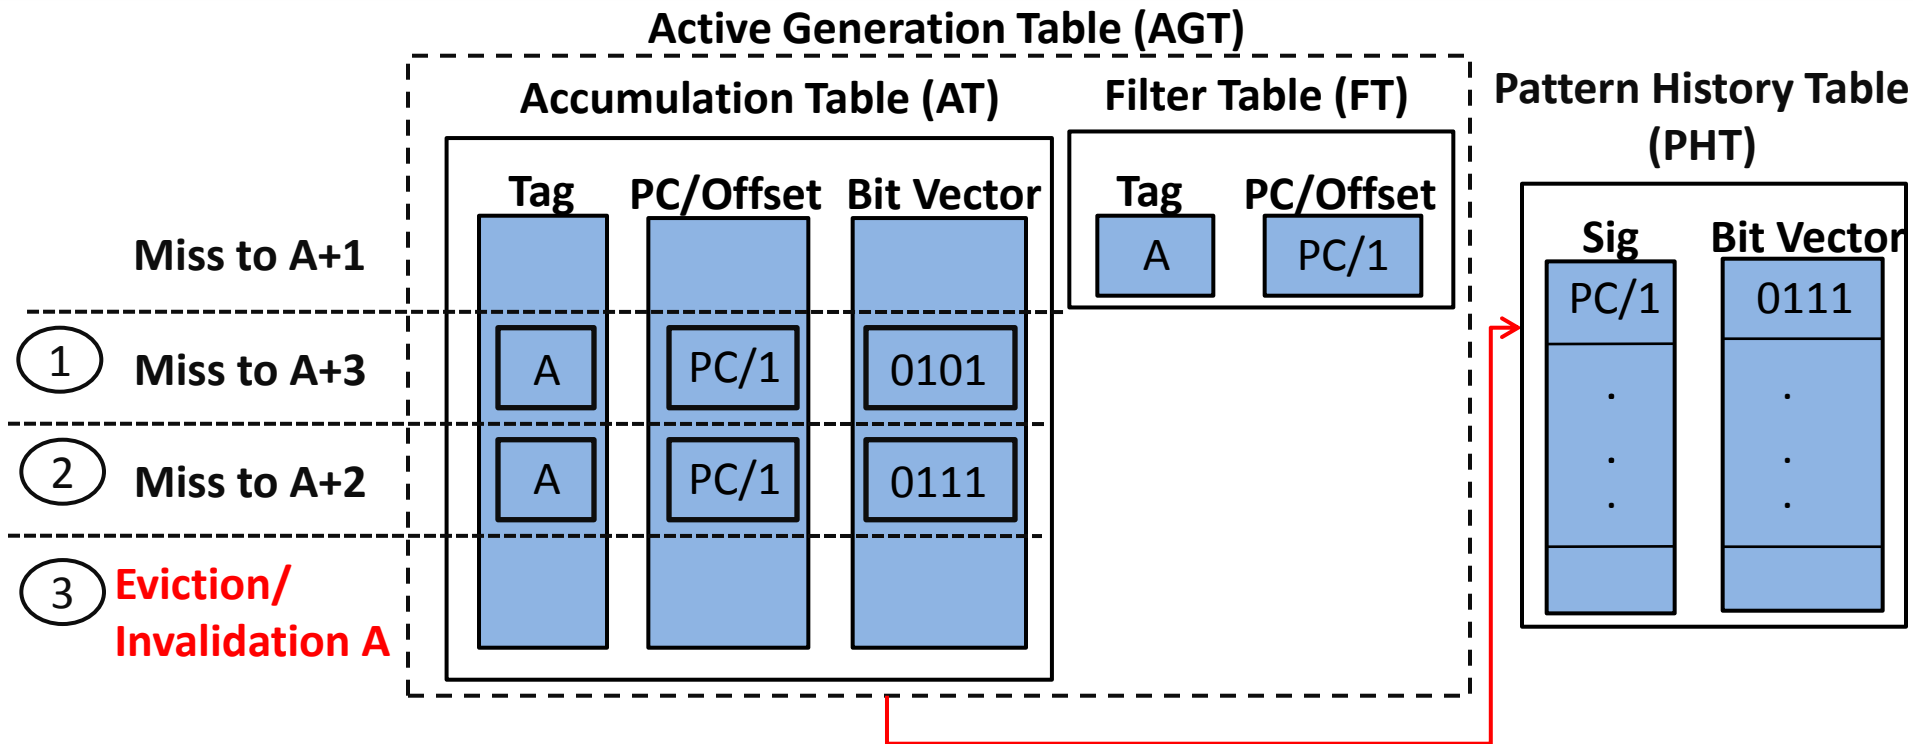 Active Generation Table (AGT)
Accumulation Table (AT)
Filter Table (FT)
Pattern History Table
(PHT)
Tag PC/Offset Bit Vector
Tag PC/Offset
Sig Bit Vector
Miss to A+1
A PC/1
PC/1 0111
1 Miss to A+3 A PC/1 0101
2 Miss to A+2 A PC/1 0111
3 Eviction/
Invalidation A